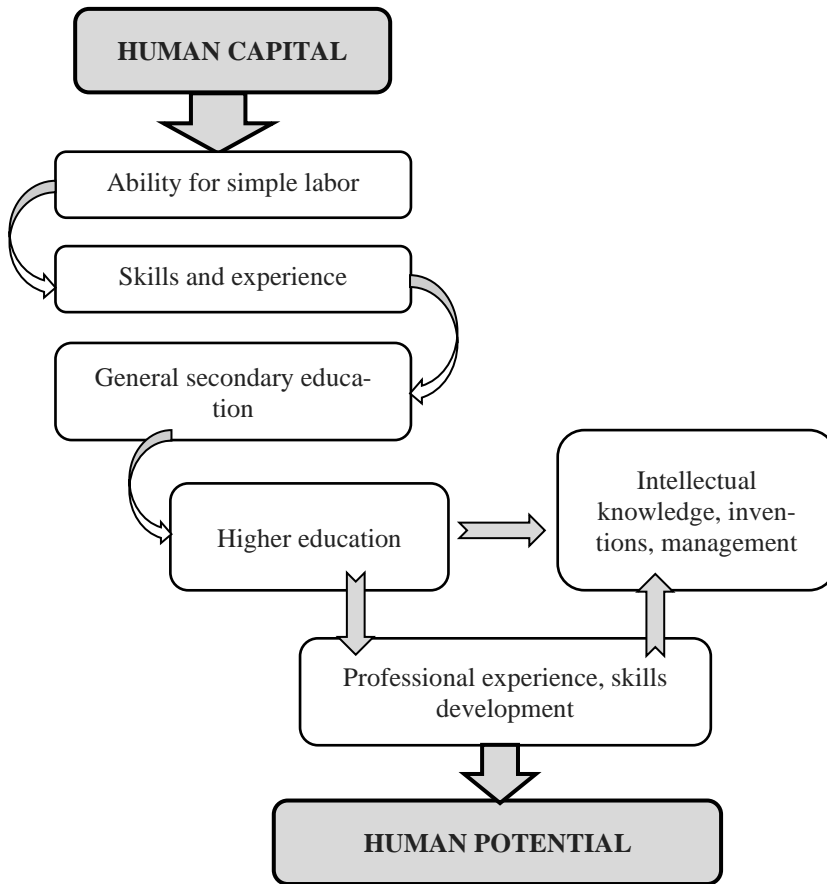 HUMAN CAPITAL
Ability for simple labor
Skills and experience
General secondary educa-
tion
Higher education
Intellectual
knowledge, inven-
tions, management
Professional experience, skills
development
HUMAN POTENTIAL